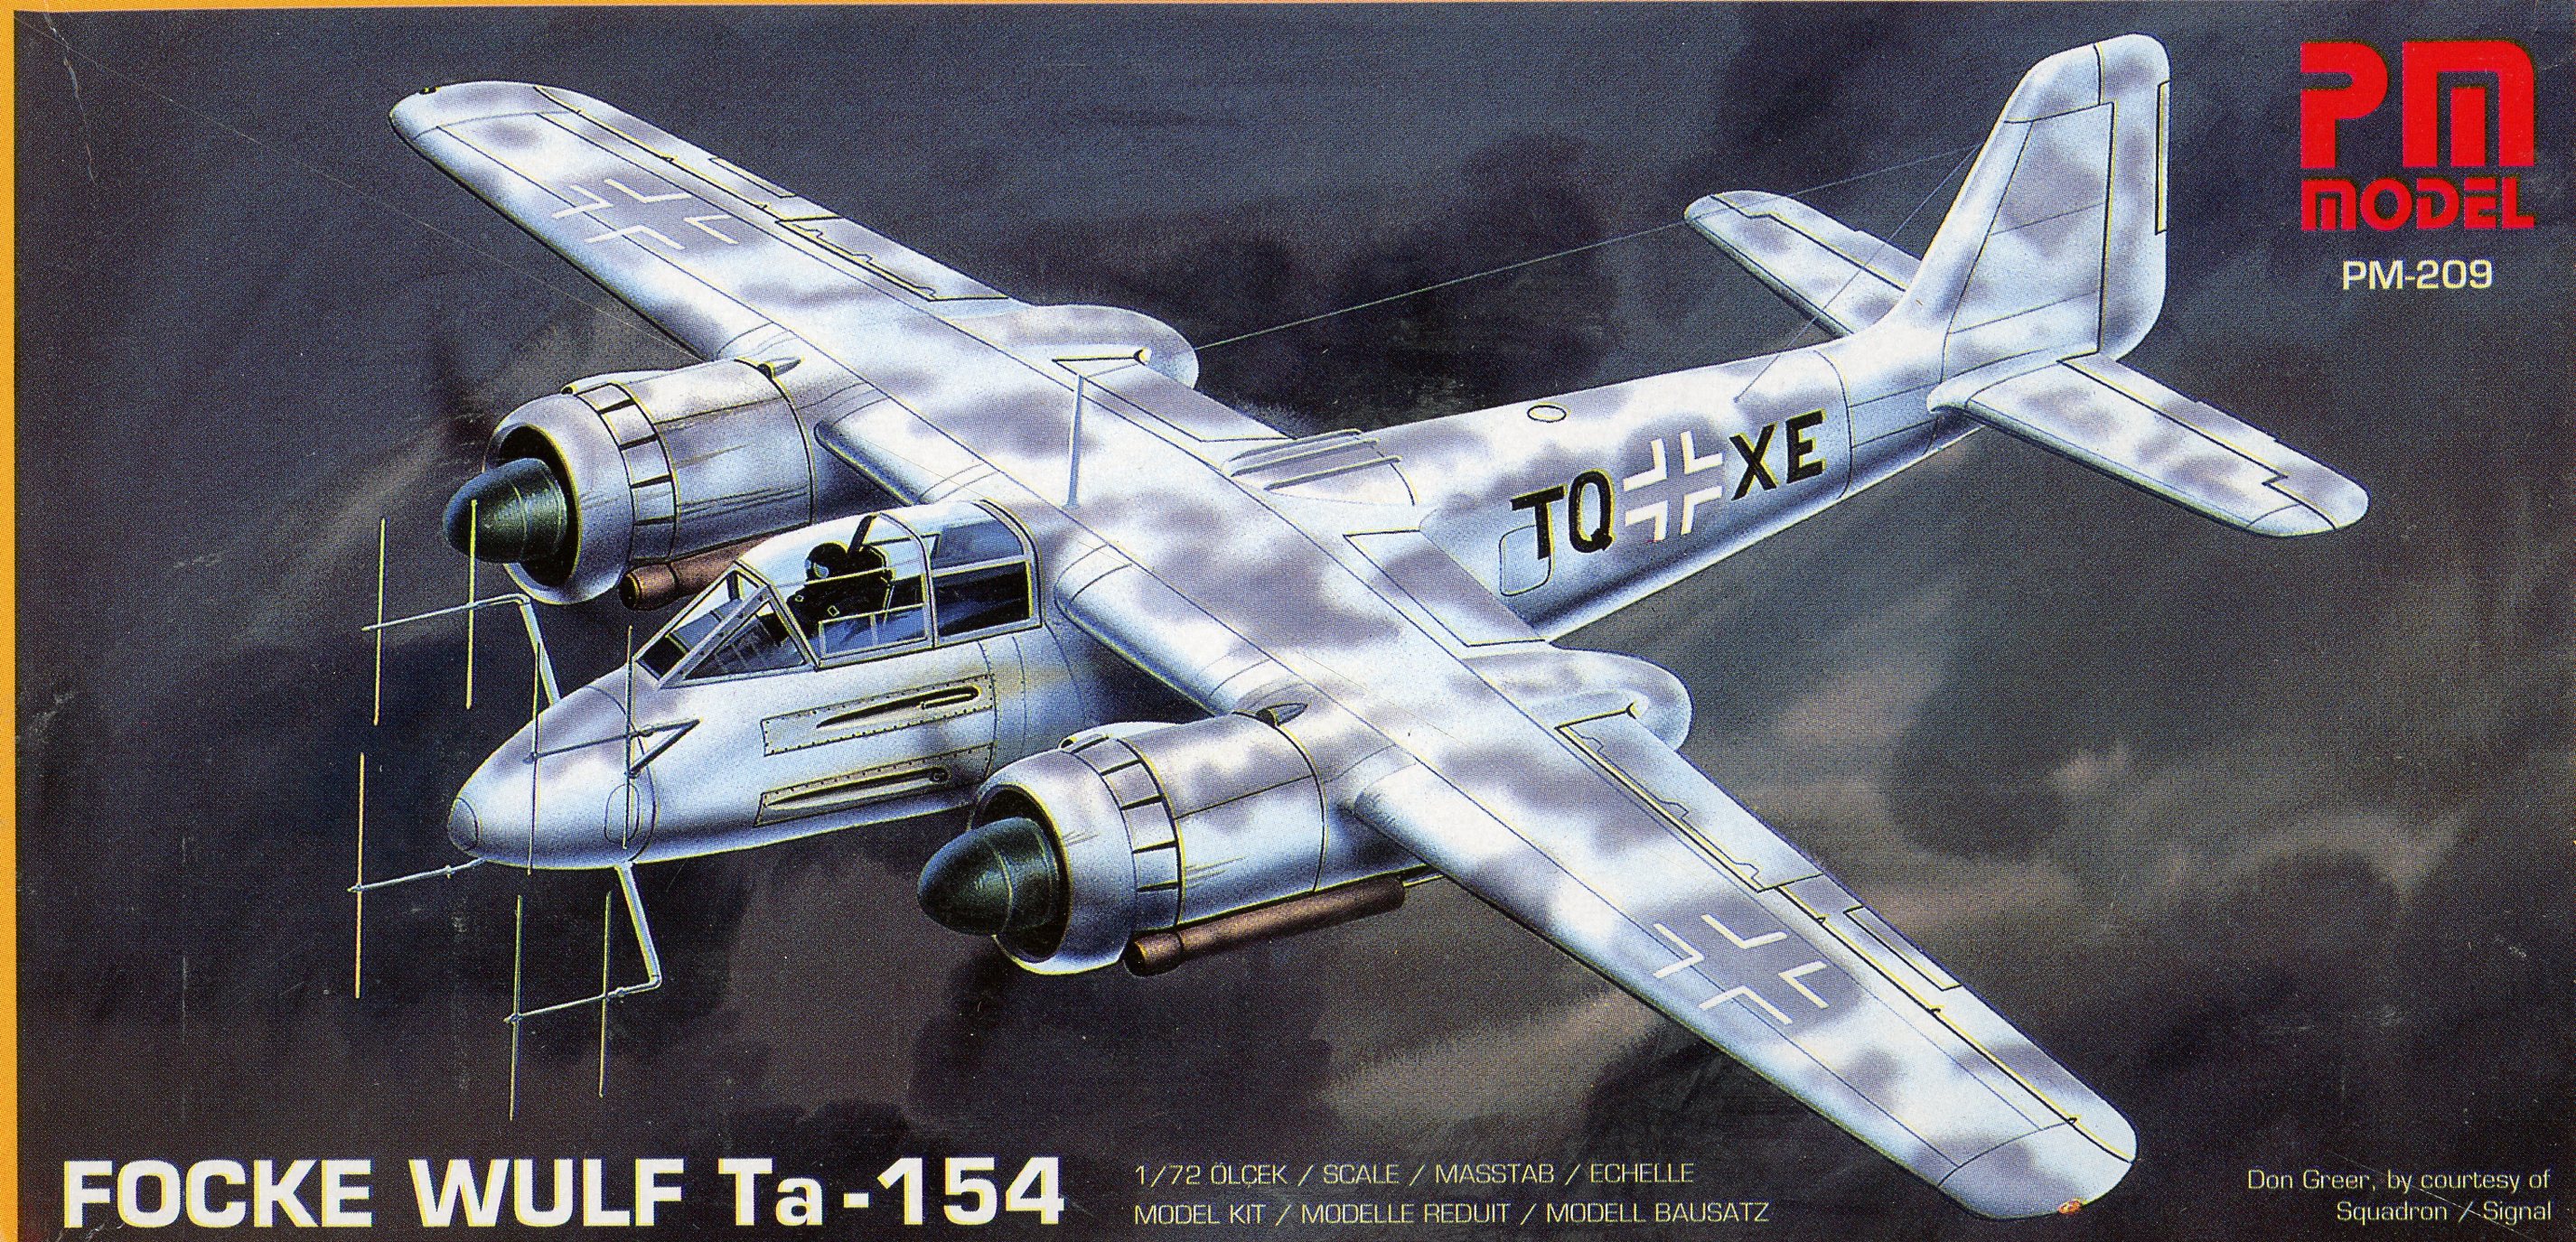 PM
MODEL
PM-209
TQ XE
FOCKE WULF Ta-154
1/72 ÖLCEK / SCALE / MASSTAB / ECHELLE
MODEL KIT / MODELLE REDUIT / MODELL BAUSATZ
Don Greer, by courtesy of
Squadron / Signal